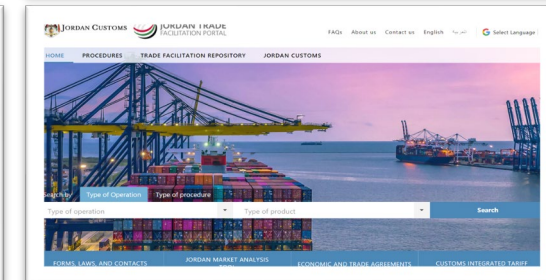 JORDAN CUSTOMS
JORDAN TRADE
FACILITATION PORTAL
FAQs About us Contact us English عربي Select Language
HOME PROCEDURES TRADE FACILITATION REPOSITORY JORDAN CUSTOMS
Search by Type of Operation Type of procedure
Type of operation Type of product Search
FORMS, LAWS, AND CONTACTS
JORDAN MARKET ANALYSIS
ECONOMIC AND TRADE AGREEMENTS
CUSTOMS INTEGRATED TARIFF